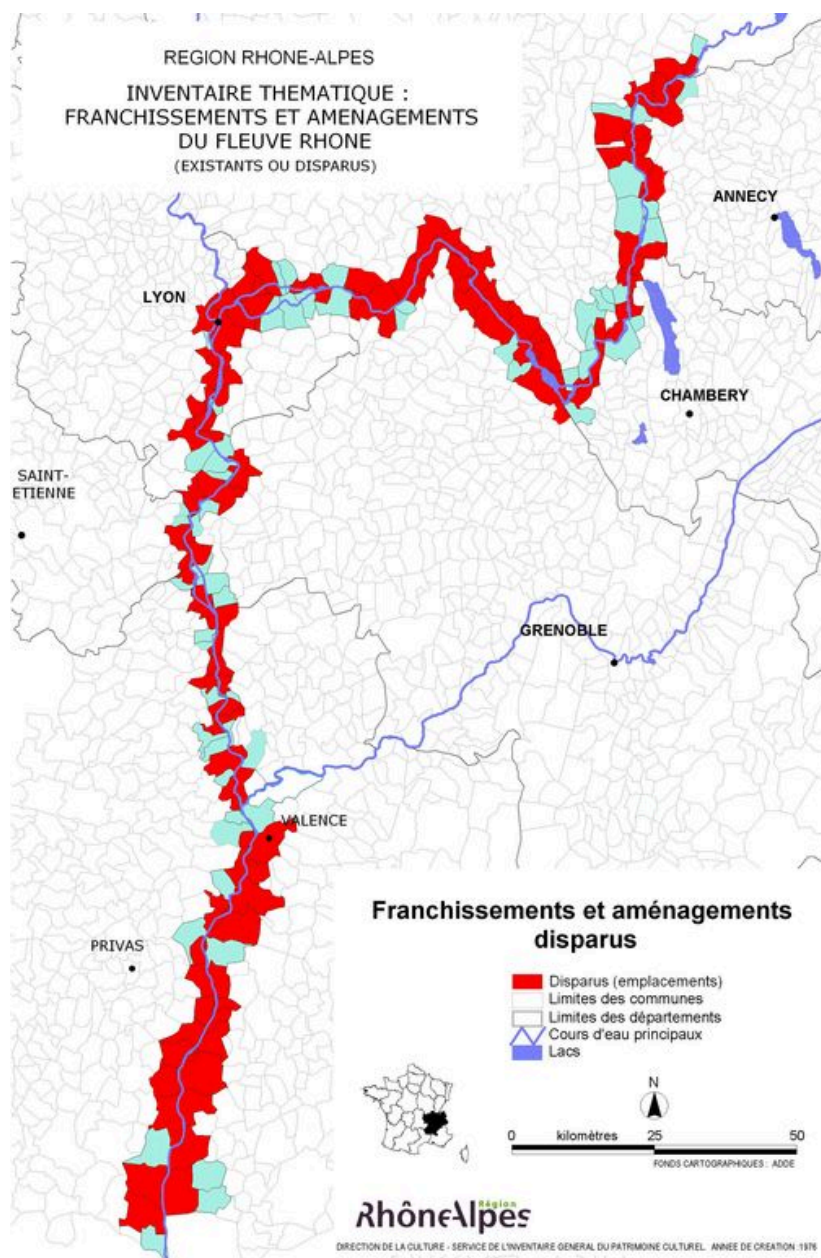 REGION RHONE-ALPES
INVENTAIRE THEMATIQUE :
FRANCHISSEMENTS ET AMENAGEMENTS
DU FLEUVE RHONE
(EXISTANTS OU DISPARUS)
ANNECY
LYON
CHAMBERY
SAINT-
ETIENNE
GRENOBLE
VALENCE
PRIVAS
Franchissements et aménagements
disparus
Disparus (emplacements)
Limites des communes
Limites des départements
Cours d'eau principaux
Lacs
N
0 kilomètres 25 50
FONDS CARTOGRAPHIQUES : ADDE
Région
RhôneAlpes
DIRECTION DE LA CULTURE - SERVICE DE L'INVENTAIRE GENERAL DU PATRIMOINE CULTUREL. ANNEE DE CREATION :1976